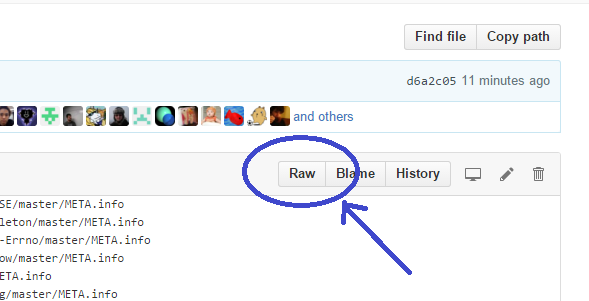 Find file Copy path
d6a2c05 11 minutes ago
and others
Raw Blame History
SE/master/META.info
leton/master/META.info
-Errno/master/META.info
ow/master/META.info
META.info
g/master/META.info